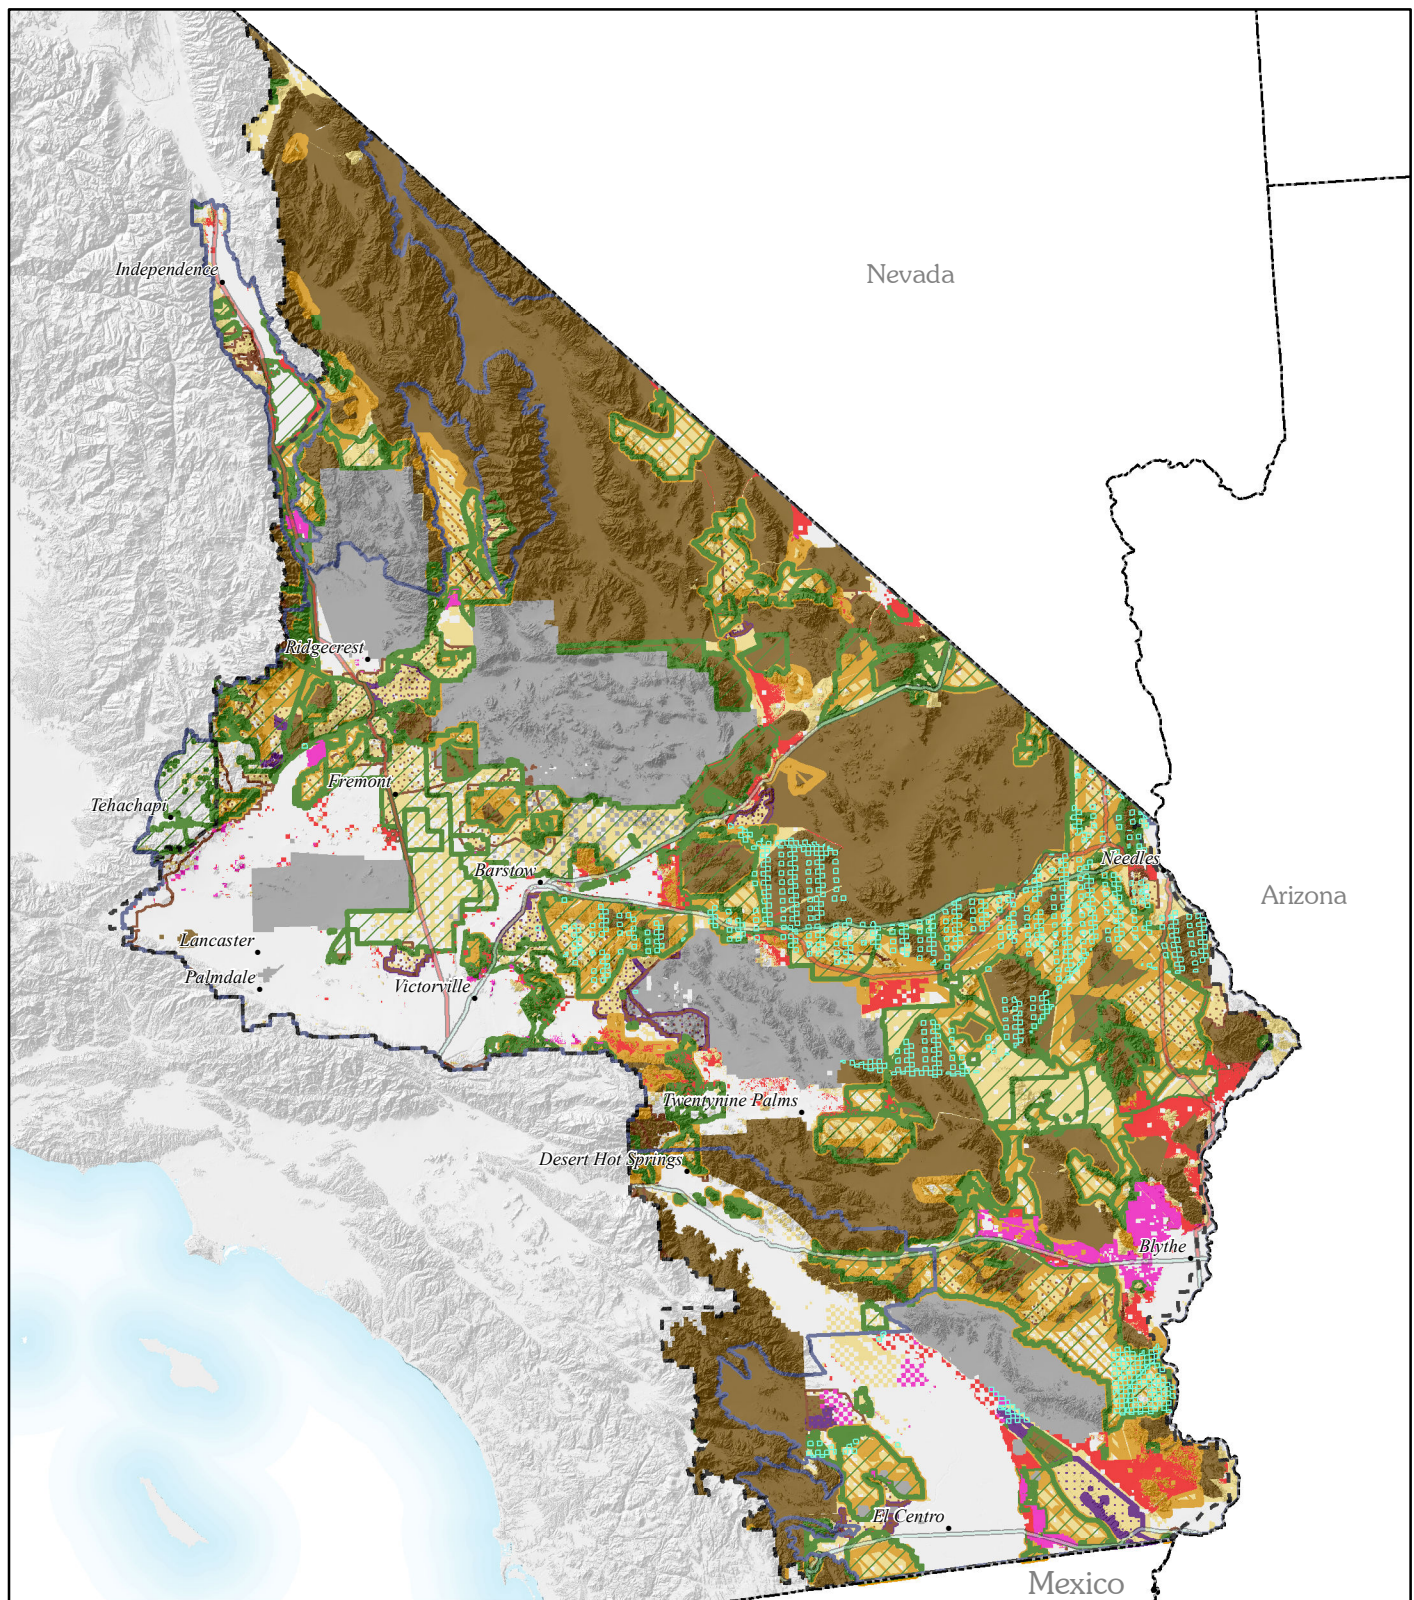 Nevada
Independence
Ridgecrest
Fremont
Tehachapi
Needles
Barstow
Arizona
Lancaster
Palmdale
Victorville
Twentynine Palms
Desert Hot Springs
Blythe
El Centro
Mexico